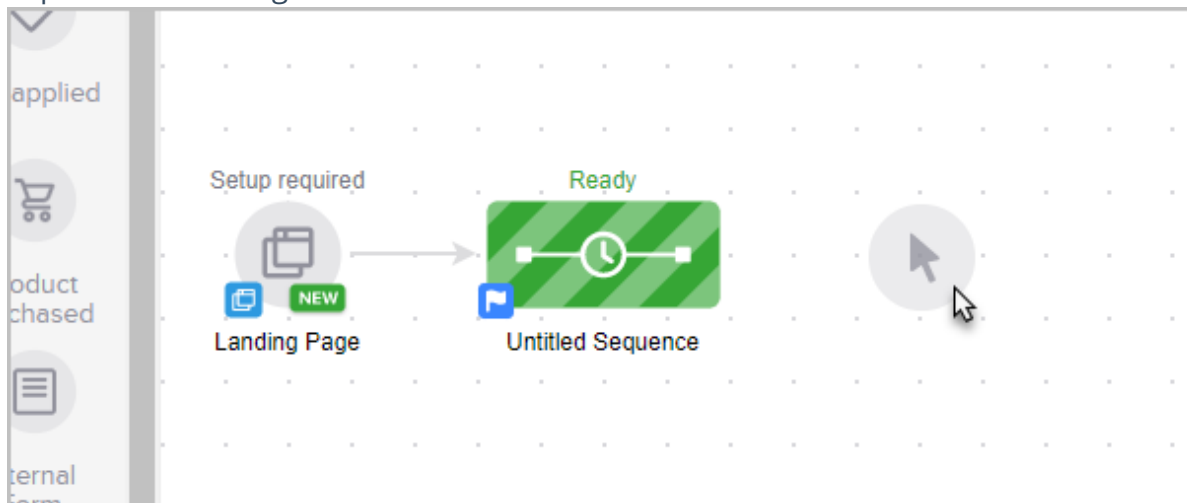 applied
oduct
chased
ternal
Setup required
Ready
NEW
Landing Page
Untitled Sequence